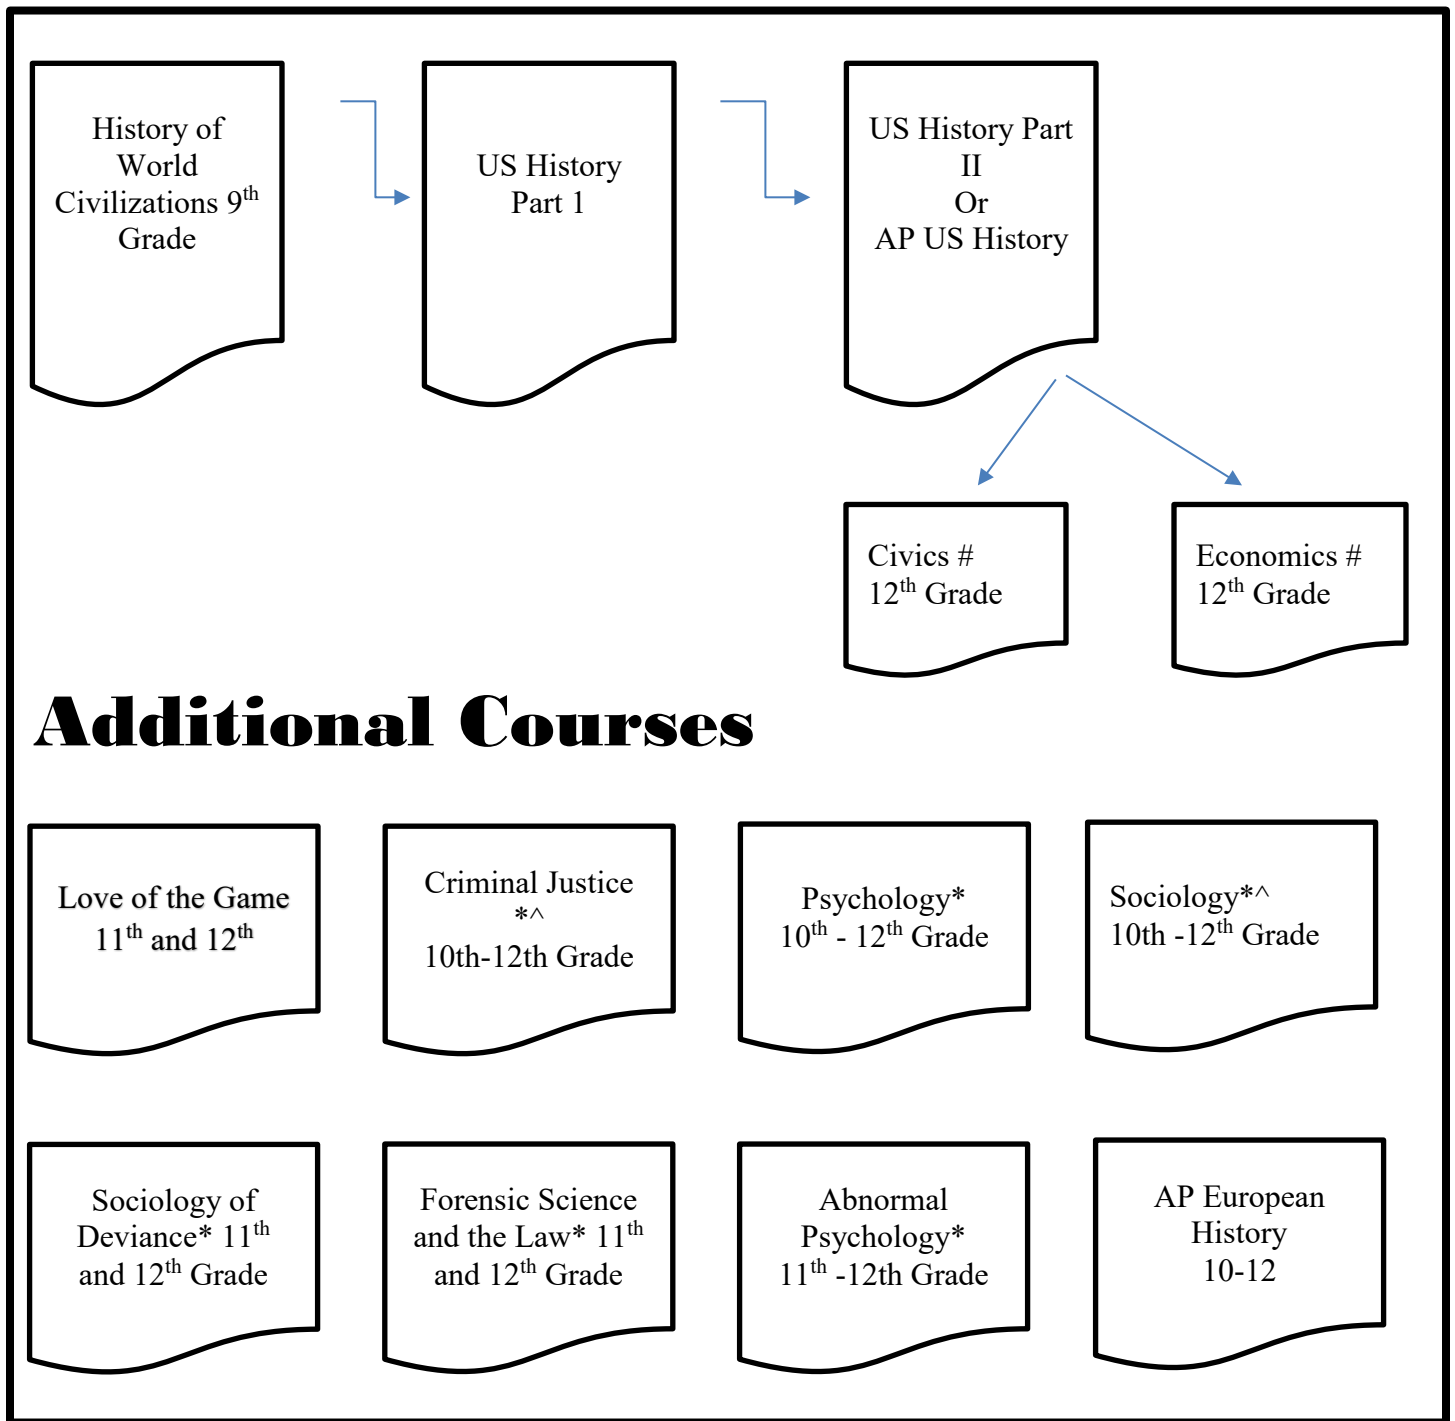 History of
World
Civilizations 9th
Grade
US History
Part 1
US History Part
II
Or
AP US History
Civics #
12th Grade
Economics #
12th Grade
Additional Courses
Love of the Game
11th and 12th
Criminal Justice
*^
10th-12th Grade
Psychology*
10th - 12th Grade
Sociology*^
10th -12th Grade
Sociology of
Deviance* 11th
and 12th Grade
Forensic Science
and the Law* 11th
and 12th Grade
Abnormal
Psychology*
11th -12th Grade
AP European
History
10-12